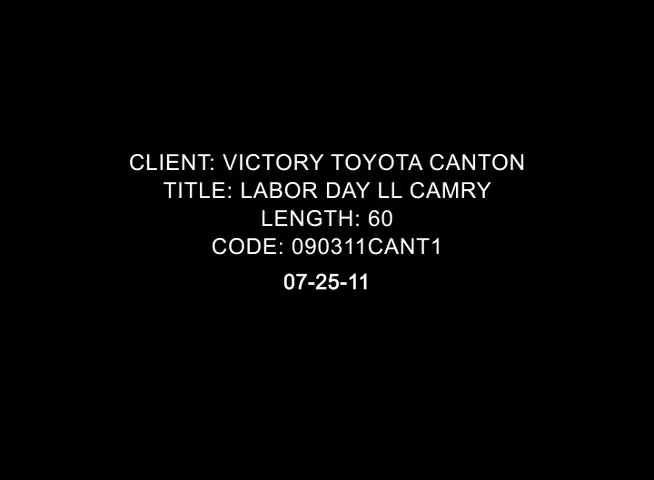 CLIENT: VICTORY TOYOTA CANTON
TITLE: LABOR DAY LL CAMRY
LENGTH: 60
CODE: 090311CANT1
07-25-11